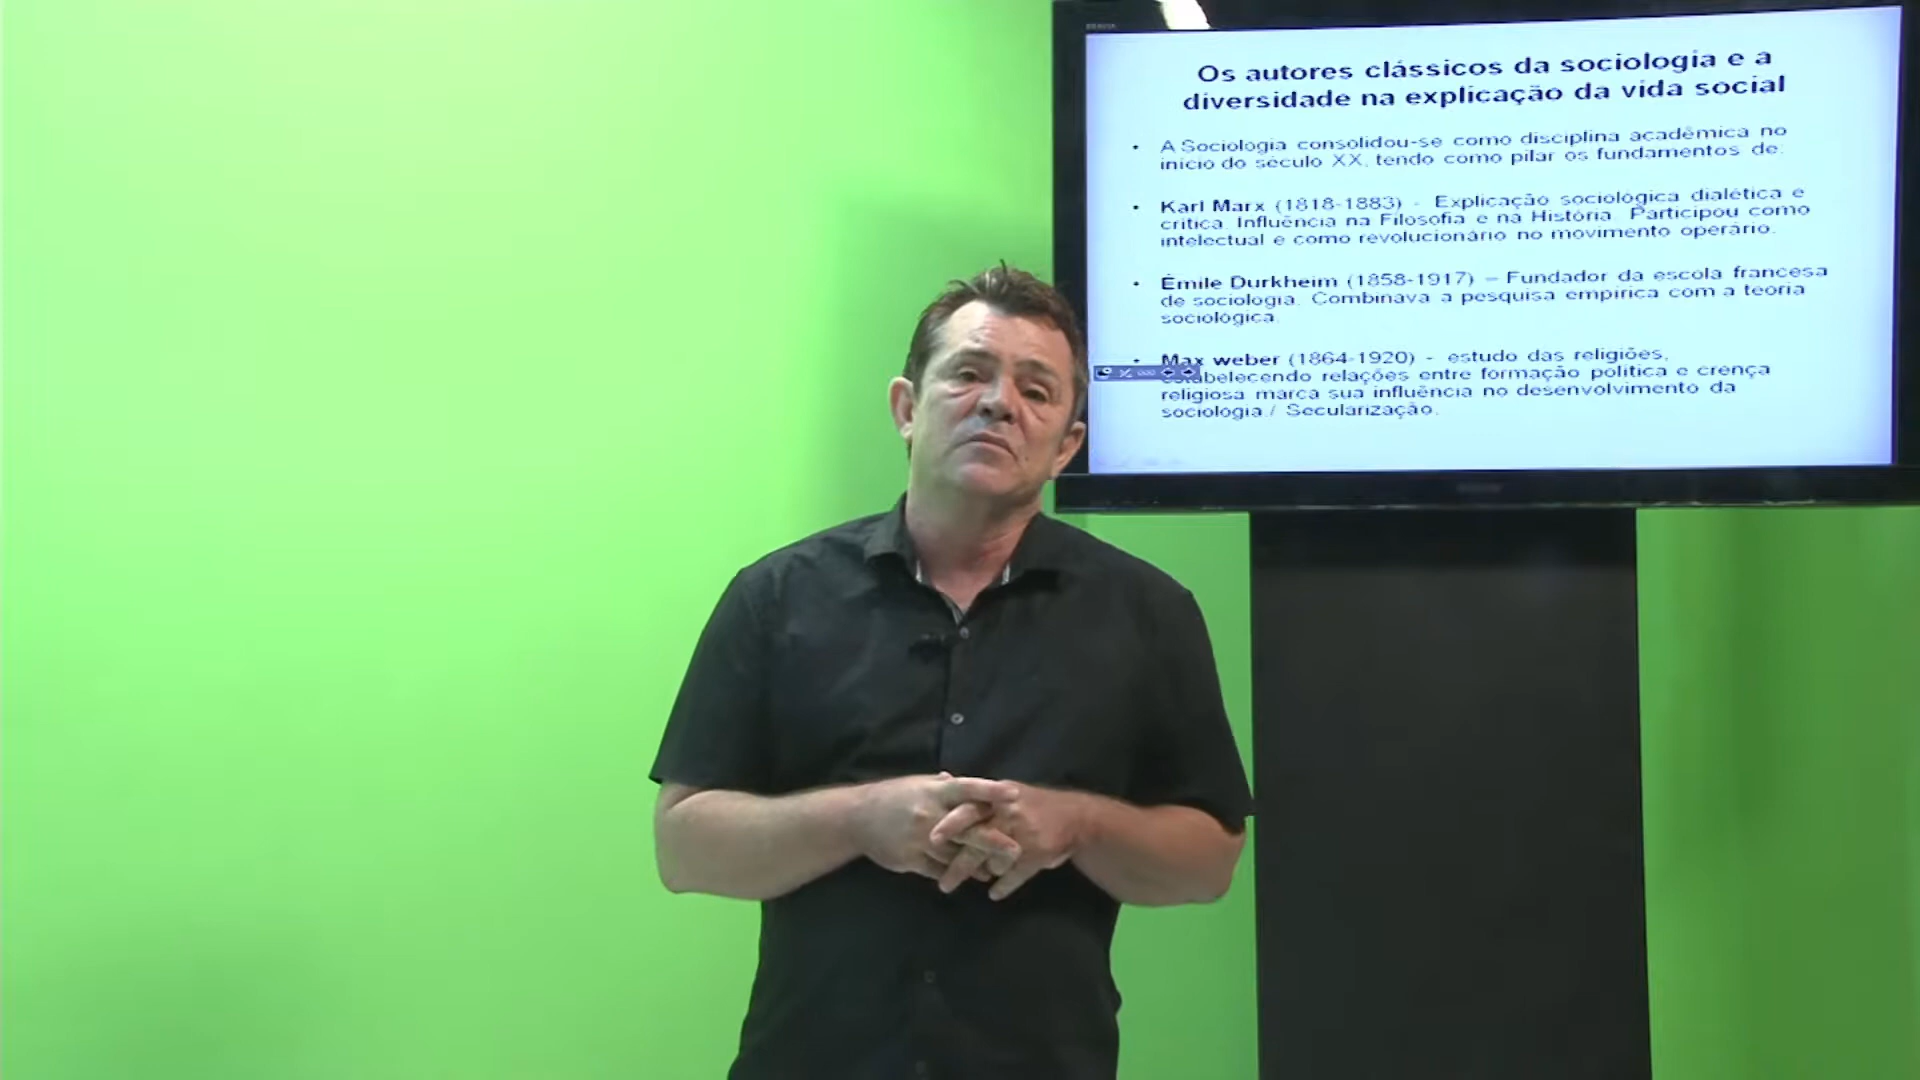 Os autores clássicos da sociologia e a
diversidade na explicação da vida social
• A Sociologia consolidou-se como disciplina acadêmica no
início do século XX, tendo como pilar os fundamentos de:
• Karl Marx (1818-1883) - Explicação sociológica dialética e
crítica. Influência na Filosofia e na História. Participou como
intelectual e como revolucionário no movimento operário.
• Émile Durkheim (1858-1917) – Fundador da escola francesa
de sociologia. Combinava a pesquisa empírica com a teoria
sociológica.
• Max weber (1864-1920) - estudo das religiões,
estabelecendo relações entre formação política e crença
religiosa marca sua influência no desenvolvimento da
sociologia / Secularização.